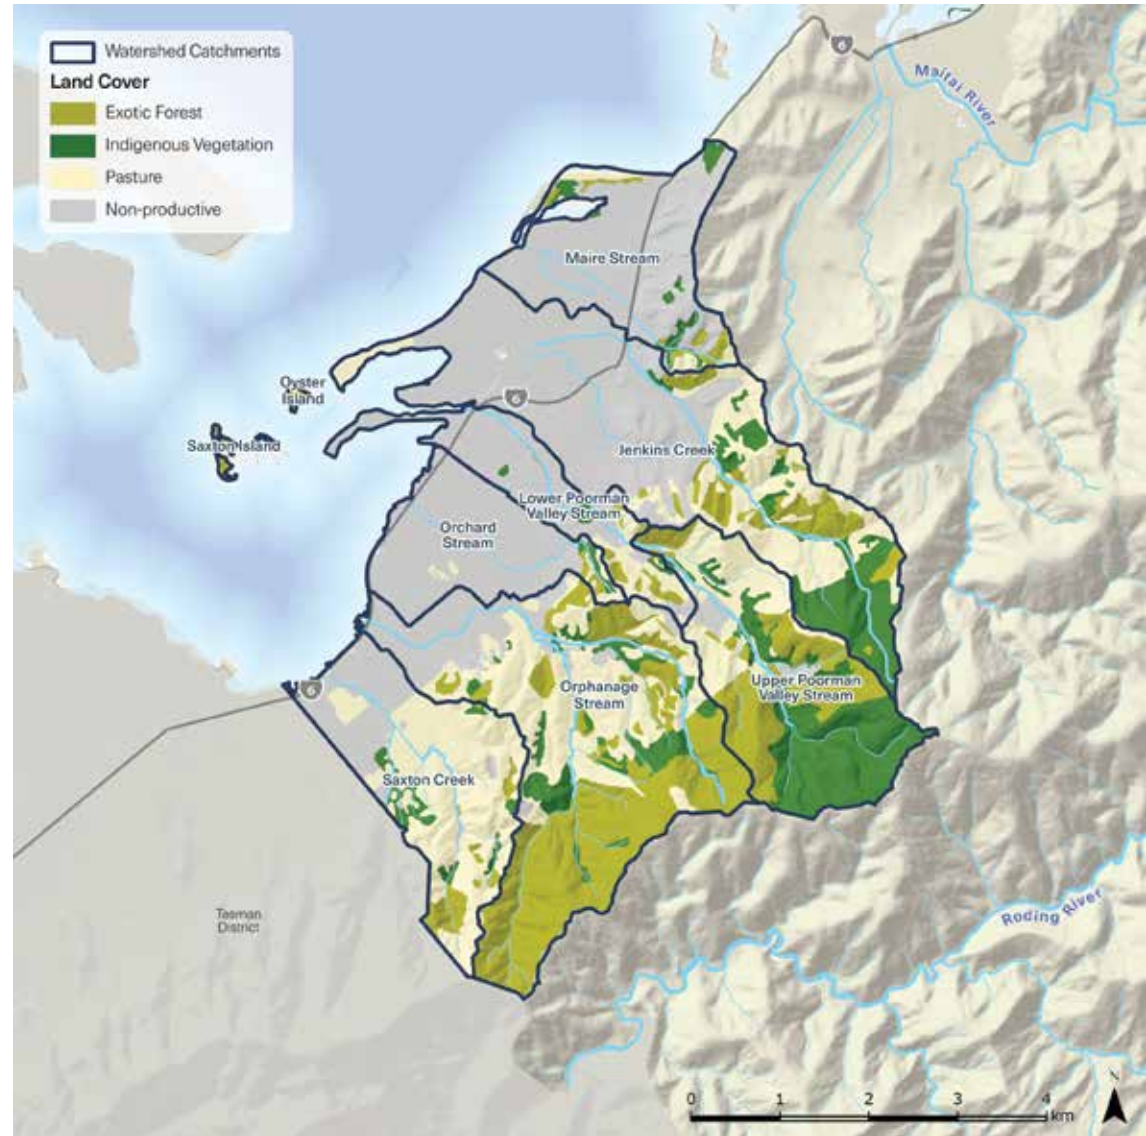 Watershed Catchments
Land Cover
Exotic Forest
Indigenous Vegetation
Pasture
Non-productive
6
Maitai River
Maire Stream
Oyster
Island
6
Saxton Island
Jenkins Creek
Lower Poorman
Valley Stream
Orchard
Stream
6
Orphanage
Stream
Upper Poorman
Valley Stream
Saxton Creek
Tasman
District
Roding River
0 1 2 3 4
km
N